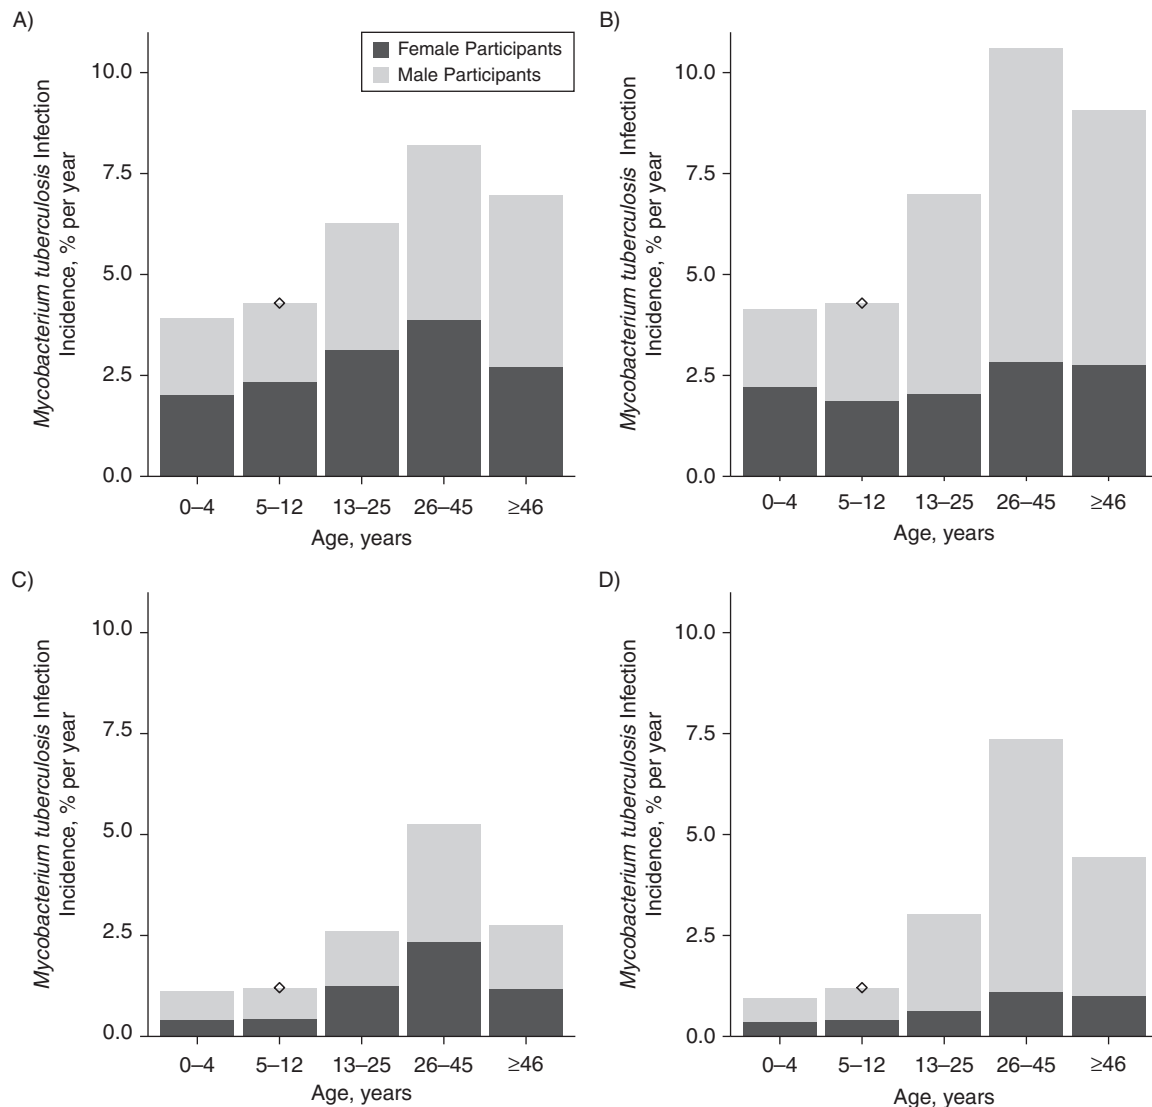 A)
Female Participants
Male Participants
Mycobacterium tuberculosis Infection
Incidence, % per year
10.0
7.5
5.0
2.5
0.0
0–4 5–12 13–25 26–45 ≥46
Age, years
B)
Mycobacterium tuberculosis Infection
Incidence, % per year
10.0
7.5
5.0
2.5
0.0
0–4 5–12 13–25 26–45 ≥46
Age, years
C)
Mycobacterium tuberculosis Infection
Incidence, % per year
10.0
7.5
5.0
2.5
0.0
0–4 5–12 13–25 26–45 ≥46
Age, years
D)
Mycobacterium tuberculosis Infection
Incidence, % per year
10.0
7.5
5.0
2.5
0.0
0–4 5–12 13–25 26–45 ≥46
Age, years